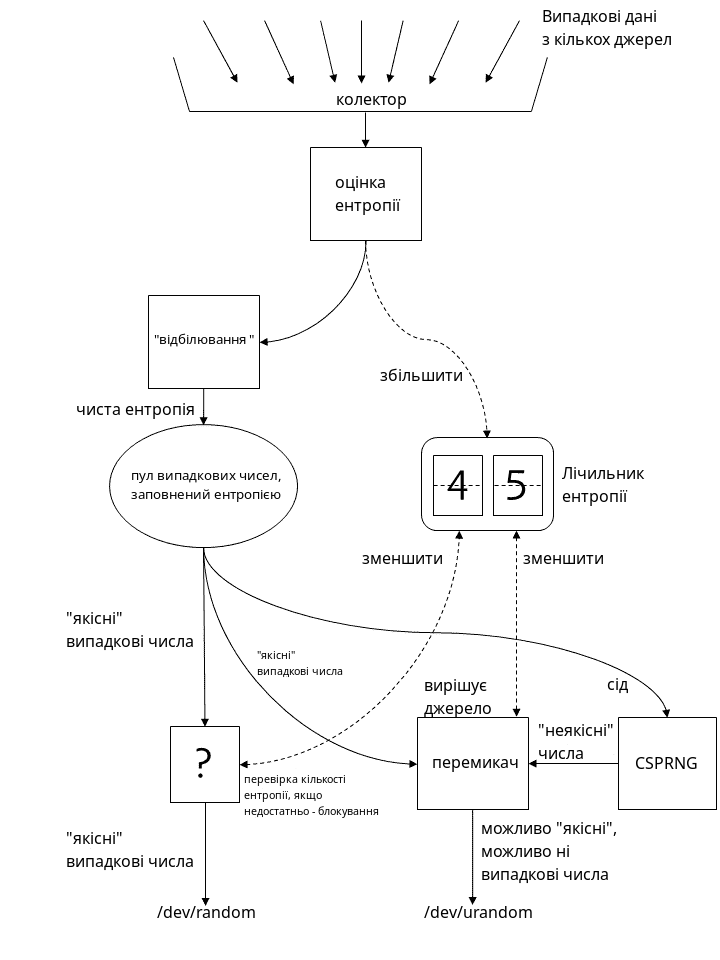 Випадкові дані
з кількох джерел
колектор
оцінка
ентропії
"відбілювання"
збільшити
чиста ентропія
пул випадкових чисел,
заповнений ентропією
4 5
Лічильник
ентропії
зменшити
зменшити
"якісні"
випадкові числа
"якісні"
випадкові числа
вирішує
джерело
сід
"неякісні"
числа
?
перемикач
CSPRNG
перевірка кількості
ентропії, якщо
недостатньо - блокування
"якісні"
випадкові числа
можливо "якісні",
можливо ні
випадкові числа
/dev/random
/dev/urandom